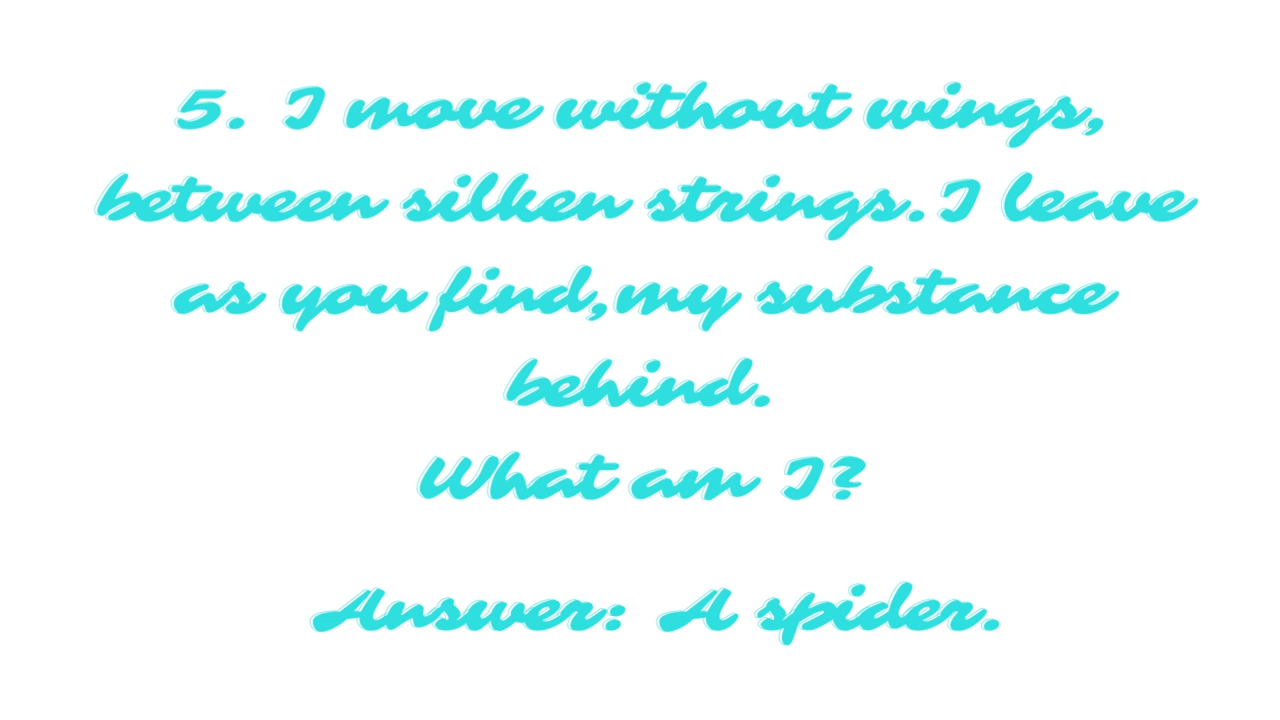 5. I move without wings,
between silken strings. I leave
as you find, my substance
behind.
What am I?
Answer: A spider.